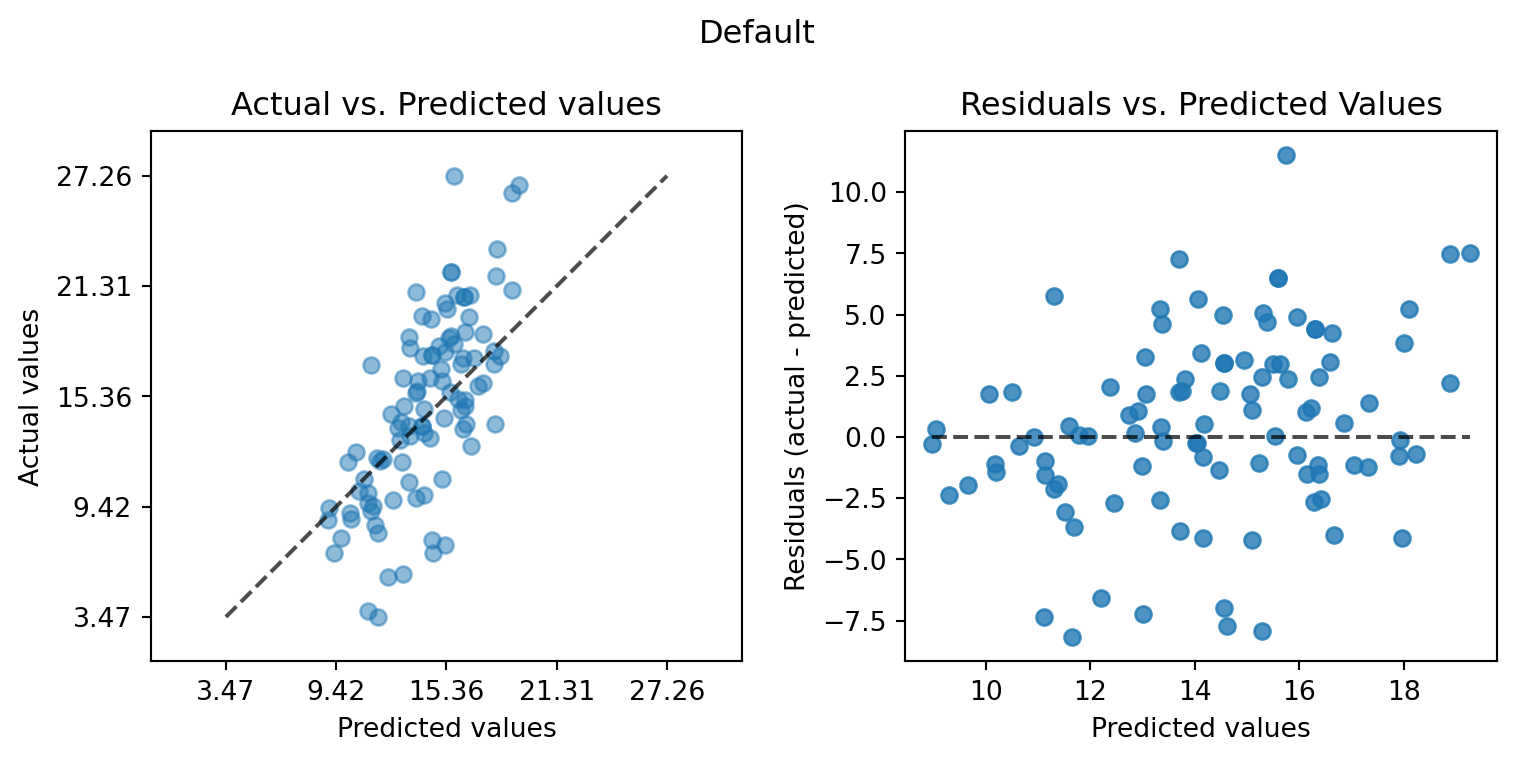 Default
Actual vs. Predicted values
Actual values
27.26
21.31
15.36
9.42
3.47
3.47 9.42 15.36 21.31 27.26
Predicted values
Residuals vs. Predicted Values
Residuals (actual - predicted)
10.0
7.5
5.0
2.5
0.0
−2.5
−5.0
−7.5
10 12 14 16 18
Predicted values